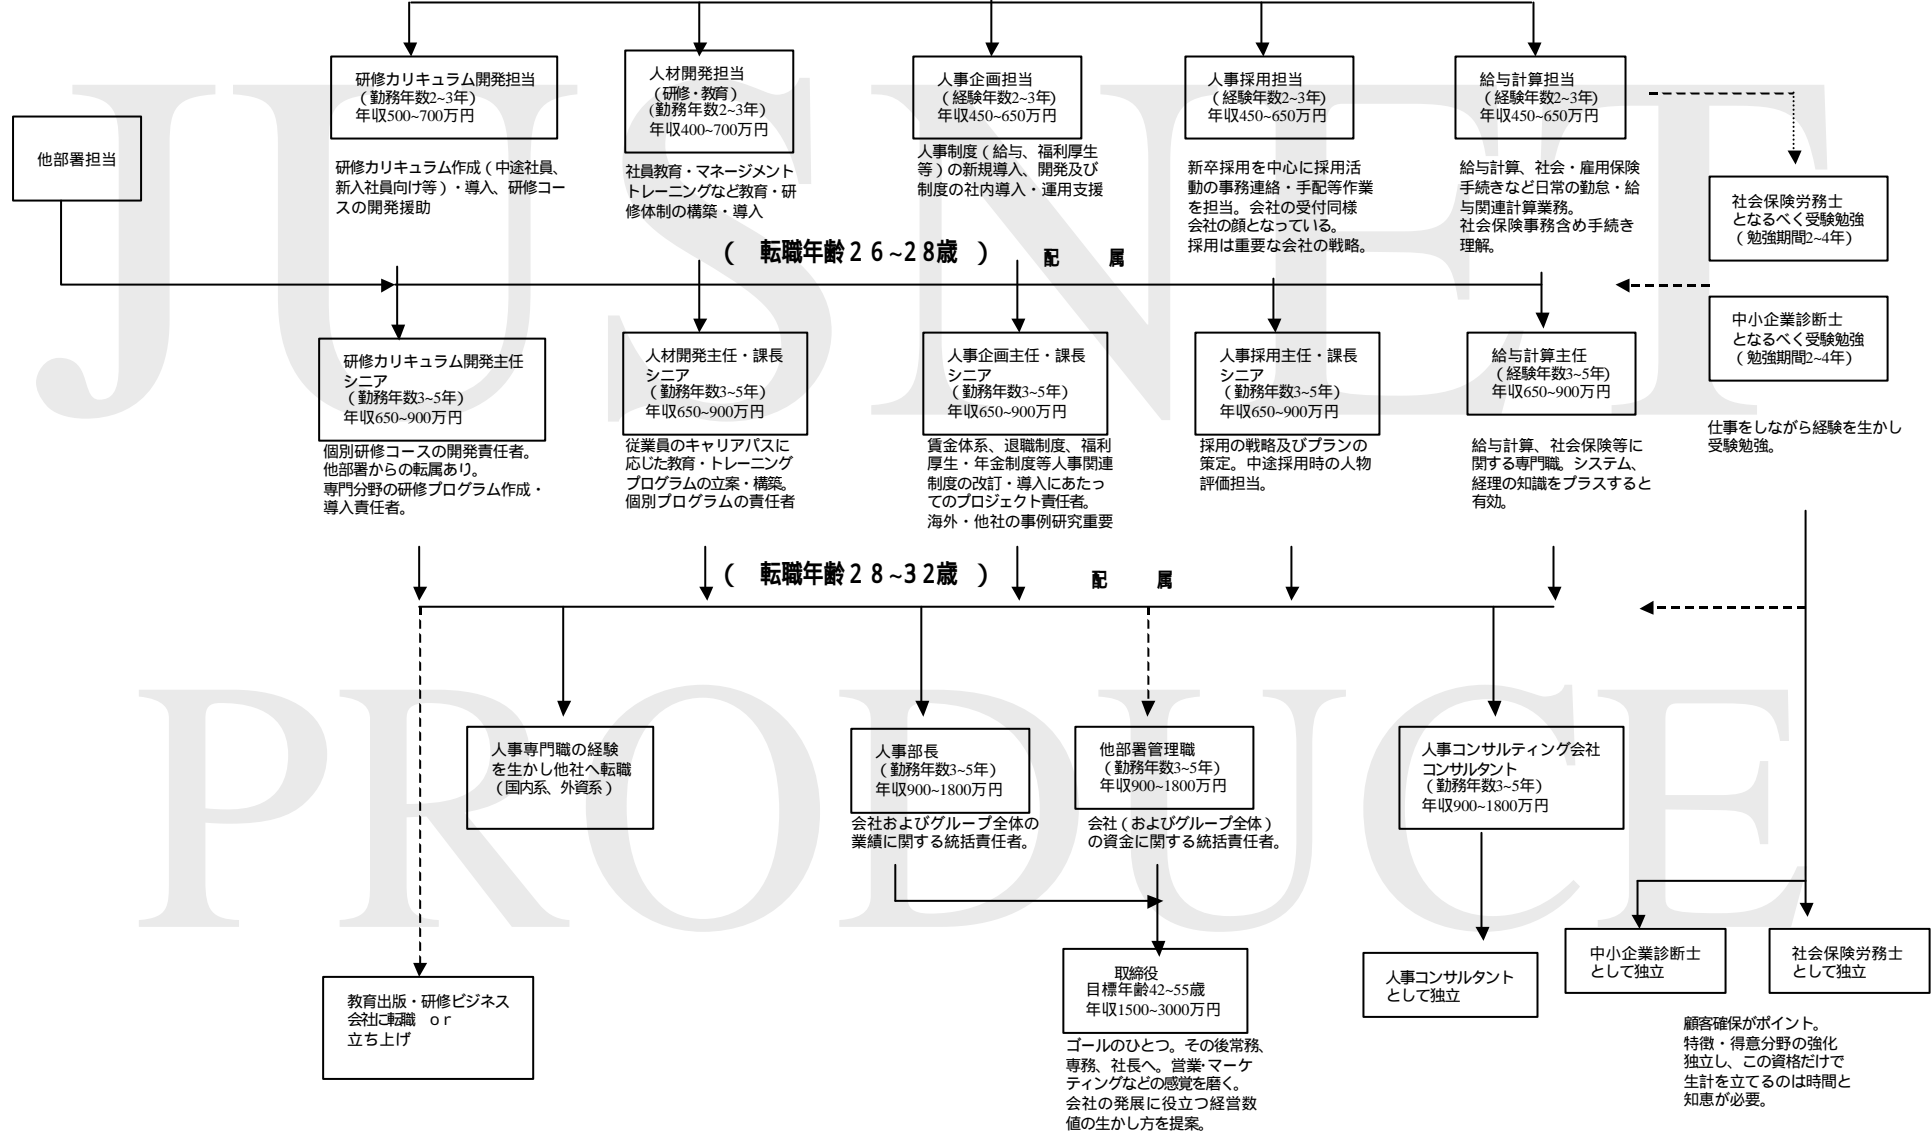 JUSNET
PRODUCE
他部署担当
研修カリキュラム開発担当
（勤務年数2~3年）
年収500~700万円
研修カリキュラム作成（中途社員、
新入社員向け等）・導入、研修コー
スの開発援助
人材開発担当
（研修・教育）
（勤務年数2~3年）
年収400~700万円
社員教育・マネージメント
トレーニングなど教育・研
修体制の構築・導入
人事企画担当
（経験年数2~3年）
年収450~650万円
人事制度（給与、福利厚生
等）の新規導入、開発及び
制度の社内導入・運用支援
人事採用担当
（経験年数2~3年）
年収450~650万円
新卒採用を中心に採用活
動の事務連絡・手配等作業
を担当。会社の受付同様
会社の顔となっている。
採用は重要な会社の戦略。
給与計算担当
（経験年数2~3年）
年収450~650万円
給与計算、社会・雇用保険
手続きなど日常の勤怠・給
与関連計算業務。
社会保険事務含め手続き
理解。
社会保険労務士
となるべく受験勉強
（勉強期間2~4年）
（　転職年齢２６~２８歳　）　配　　属
中小企業診断士
となるべく受験勉強
（勉強期間2~4年）
仕事をしながら経験を生かし
受験勉強。
研修カリキュラム開発主任
シニア
（勤務年数3~5年）
年収650~900万円
個別研修コースの開発責任者。
他部署からの転属あり。
専門分野の研修プログラム作成・
導入責任者。
人材開発主任・課長
シニア
（勤務年数3~5年）
年収650~900万円
従業員のキャリアパスに
応じた教育・トレーニング
プログラムの立案・構築。
個別プログラムの責任者
人事企画主任・課長
シニア
（勤務年数3~5年）
年収650~900万円
賃金体系、退職制度、福利
厚生・年金制度等人事関連
制度の改訂・導入にあたっ
てのプロジェクト責任者。
海外・他社の事例研究重要
人事採用主任・課長
シニア
（勤務年数3~5年）
年収650~900万円
採用の戦略及びプランの
策定。中途採用時の人物
評価担当。
給与計算主任
（経験年数3~5年）
年収650~900万円
給与計算、社会保険等に
関する専門職。システム、
経理の知識をプラスすると
有効。
（　転職年齢２８~３２歳　）　配　　属
人事専門職の経験
を生かし他社へ転職
（国内系、外資系）
人事部長
（勤務年数3~5年）
年収900~1800万円
会社およびグループ全体の
業績に関する統括責任者。
他部署管理職
（勤務年数3~5年）
年収900~1800万円
会社（およびグループ全体）
の資金に関する統括責任者。
人事コンサルティング会社
コンサルタント
（勤務年数3~5年）
年収900~1800万円
教育出版・研修ビジネス
会社に転職　ｏｒ
立ち上げ
取締役
目標年齢42~55歳
年収1500~3000万円
ゴールのひとつ。その後常務、
専務、社長へ。営業・マーケ
ティングなどの感覚を磨く。
会社の発展に役立つ経営数
値の生かし方を提案。
人事コンサルタント
として独立
中小企業診断士
として独立
社会保険労務士
として独立
顧客確保がポイント。
特徴・得意分野の強化
独立し、この資格だけで
生計を立てるのは時間と
知恵が必要。